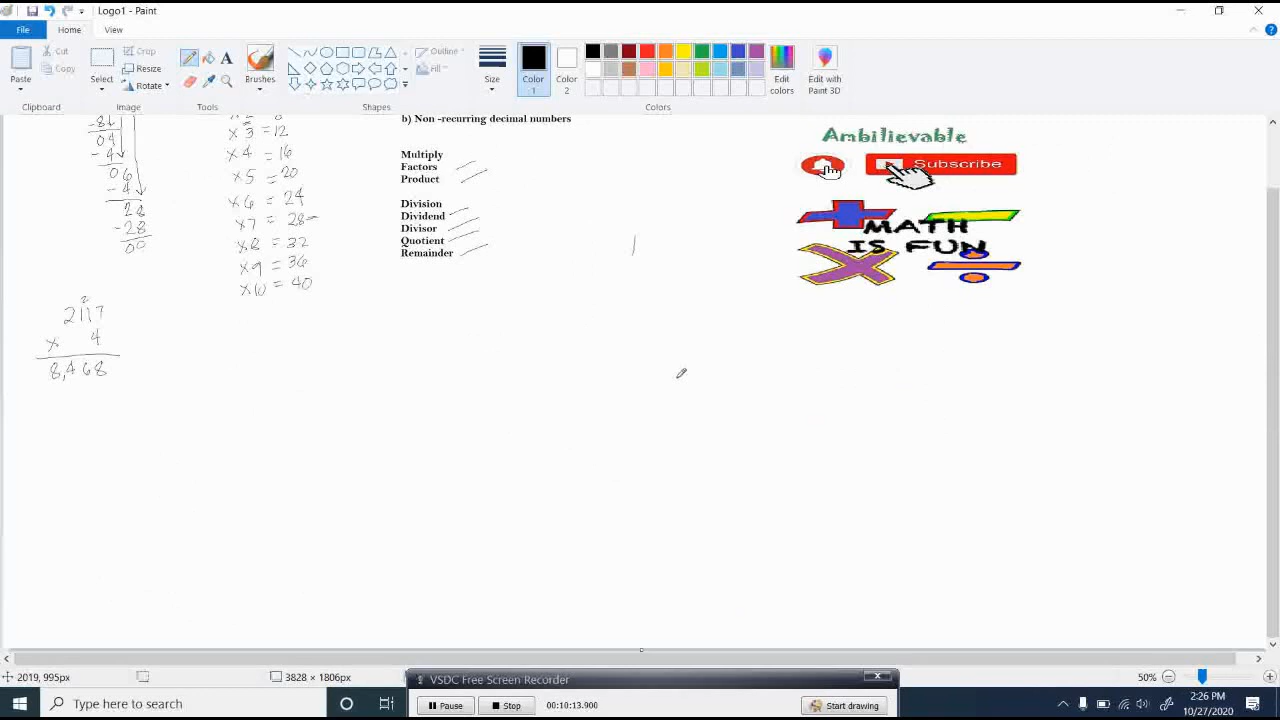 Logo1 - Paint
File Home View
Paste
Cut
Copy
Clipboard
Select
Crop
Resize
Rotate
Image
Tools
Brushes
Shapes
Outline
Fill
Size
Color 1
Color 2
Colors
Edit colors
Edit with Paint 3D
-84
04
-4
-4
28
-28
00
x 3 = 12
x 4 = 16
x 5 = 20
x 6 = 24
x 7 = 28
x 8 = 32
x 9 = 36
x 10 = 40
2
2117
x 4
8,468
b) Non -recurring decimal numbers
Multiply
Factors
Product
Division
Dividend
Divisor
Quotient
Remainder
Ambilievable
Subscribe
MATH
IS FUN
2019, 995px
3828 × 1806px
50%
VSDC Free Screen Recorder
Pause
Stop
00:10:13.900
Start drawing
Type here to search
2:26 PM
10/27/2020